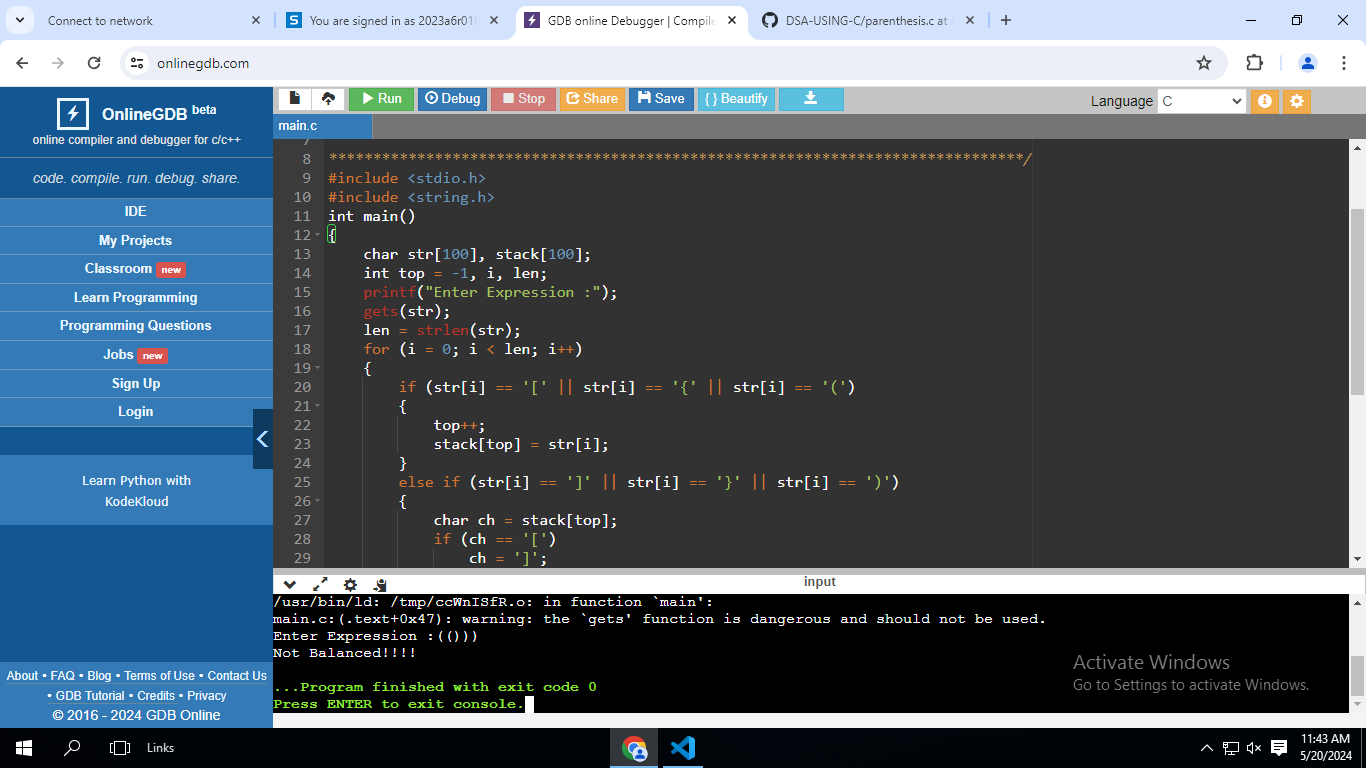 Connect to network
You are signed in as 2023a6r018
GDB online Debugger | Compile
DSA-USING-C/parenthesis.c at
onlinegdb.com
OnlineGDB beta
online compiler and debugger for c/c++
code. compile. run. debug. share.
IDE
My Projects
Classroom new
Learn Programming
Programming Questions
Jobs new
Sign Up
Login
Learn Python with
KodeKloud
About • FAQ • Blog • Terms of Use • Contact Us
• GDB Tutorial • Credits • Privacy
© 2016 - 2024 GDB Online
Run Debug Stop Share Save { } Beautify
Language C
main.c
7
8 *******************************************************************************/
9 #include <stdio.h>
10 #include <string.h>
11 int main()
12 {
13 char str[100], stack[100];
14 int top = -1, i, len;
15 printf("Enter Expression :");
16 gets(str);
17 len = strlen(str);
18 for (i = 0; i < len; i++)
19 {
20 if (str[i] == '[' || str[i] == '{' || str[i] == '(')
21 {
22 top++;
23 stack[top] = str[i];
24 }
25 else if (str[i] == ']' || str[i] == '}' || str[i] == ')')
26 {
27 char ch = stack[top];
28 if (ch == '[')
29 ch = ']';
input
/usr/bin/ld: /tmp/ccWnISfR.o: in function `main':
main.c:(.text+0x47): warning: the `gets' function is dangerous and should not be used.
Enter Expression :(()))
Not Balanced!!!!
...Program finished with exit code 0
Press ENTER to exit console.
Activate Windows
Go to Settings to activate Windows.
Links
11:43 AM
5/20/2024